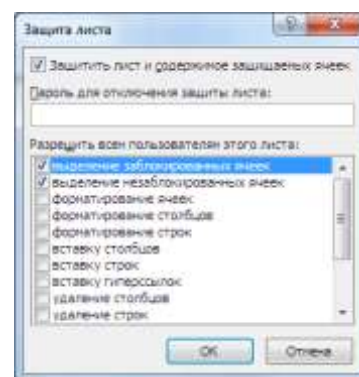 Защита листа
Защитить лист и содержимое защищаемых ячеек
Пароль для отключения защиты листа:
Разрешить всем пользователям этого листа:
выделение заблокированных ячеек
выделение незаблокированных ячеек
форматирование ячеек
форматирование столбцов
форматирование строк
вставку столбцов
вставку строк
вставку гиперссылок
удаление столбцов
удаление строк
ОК
Отмена